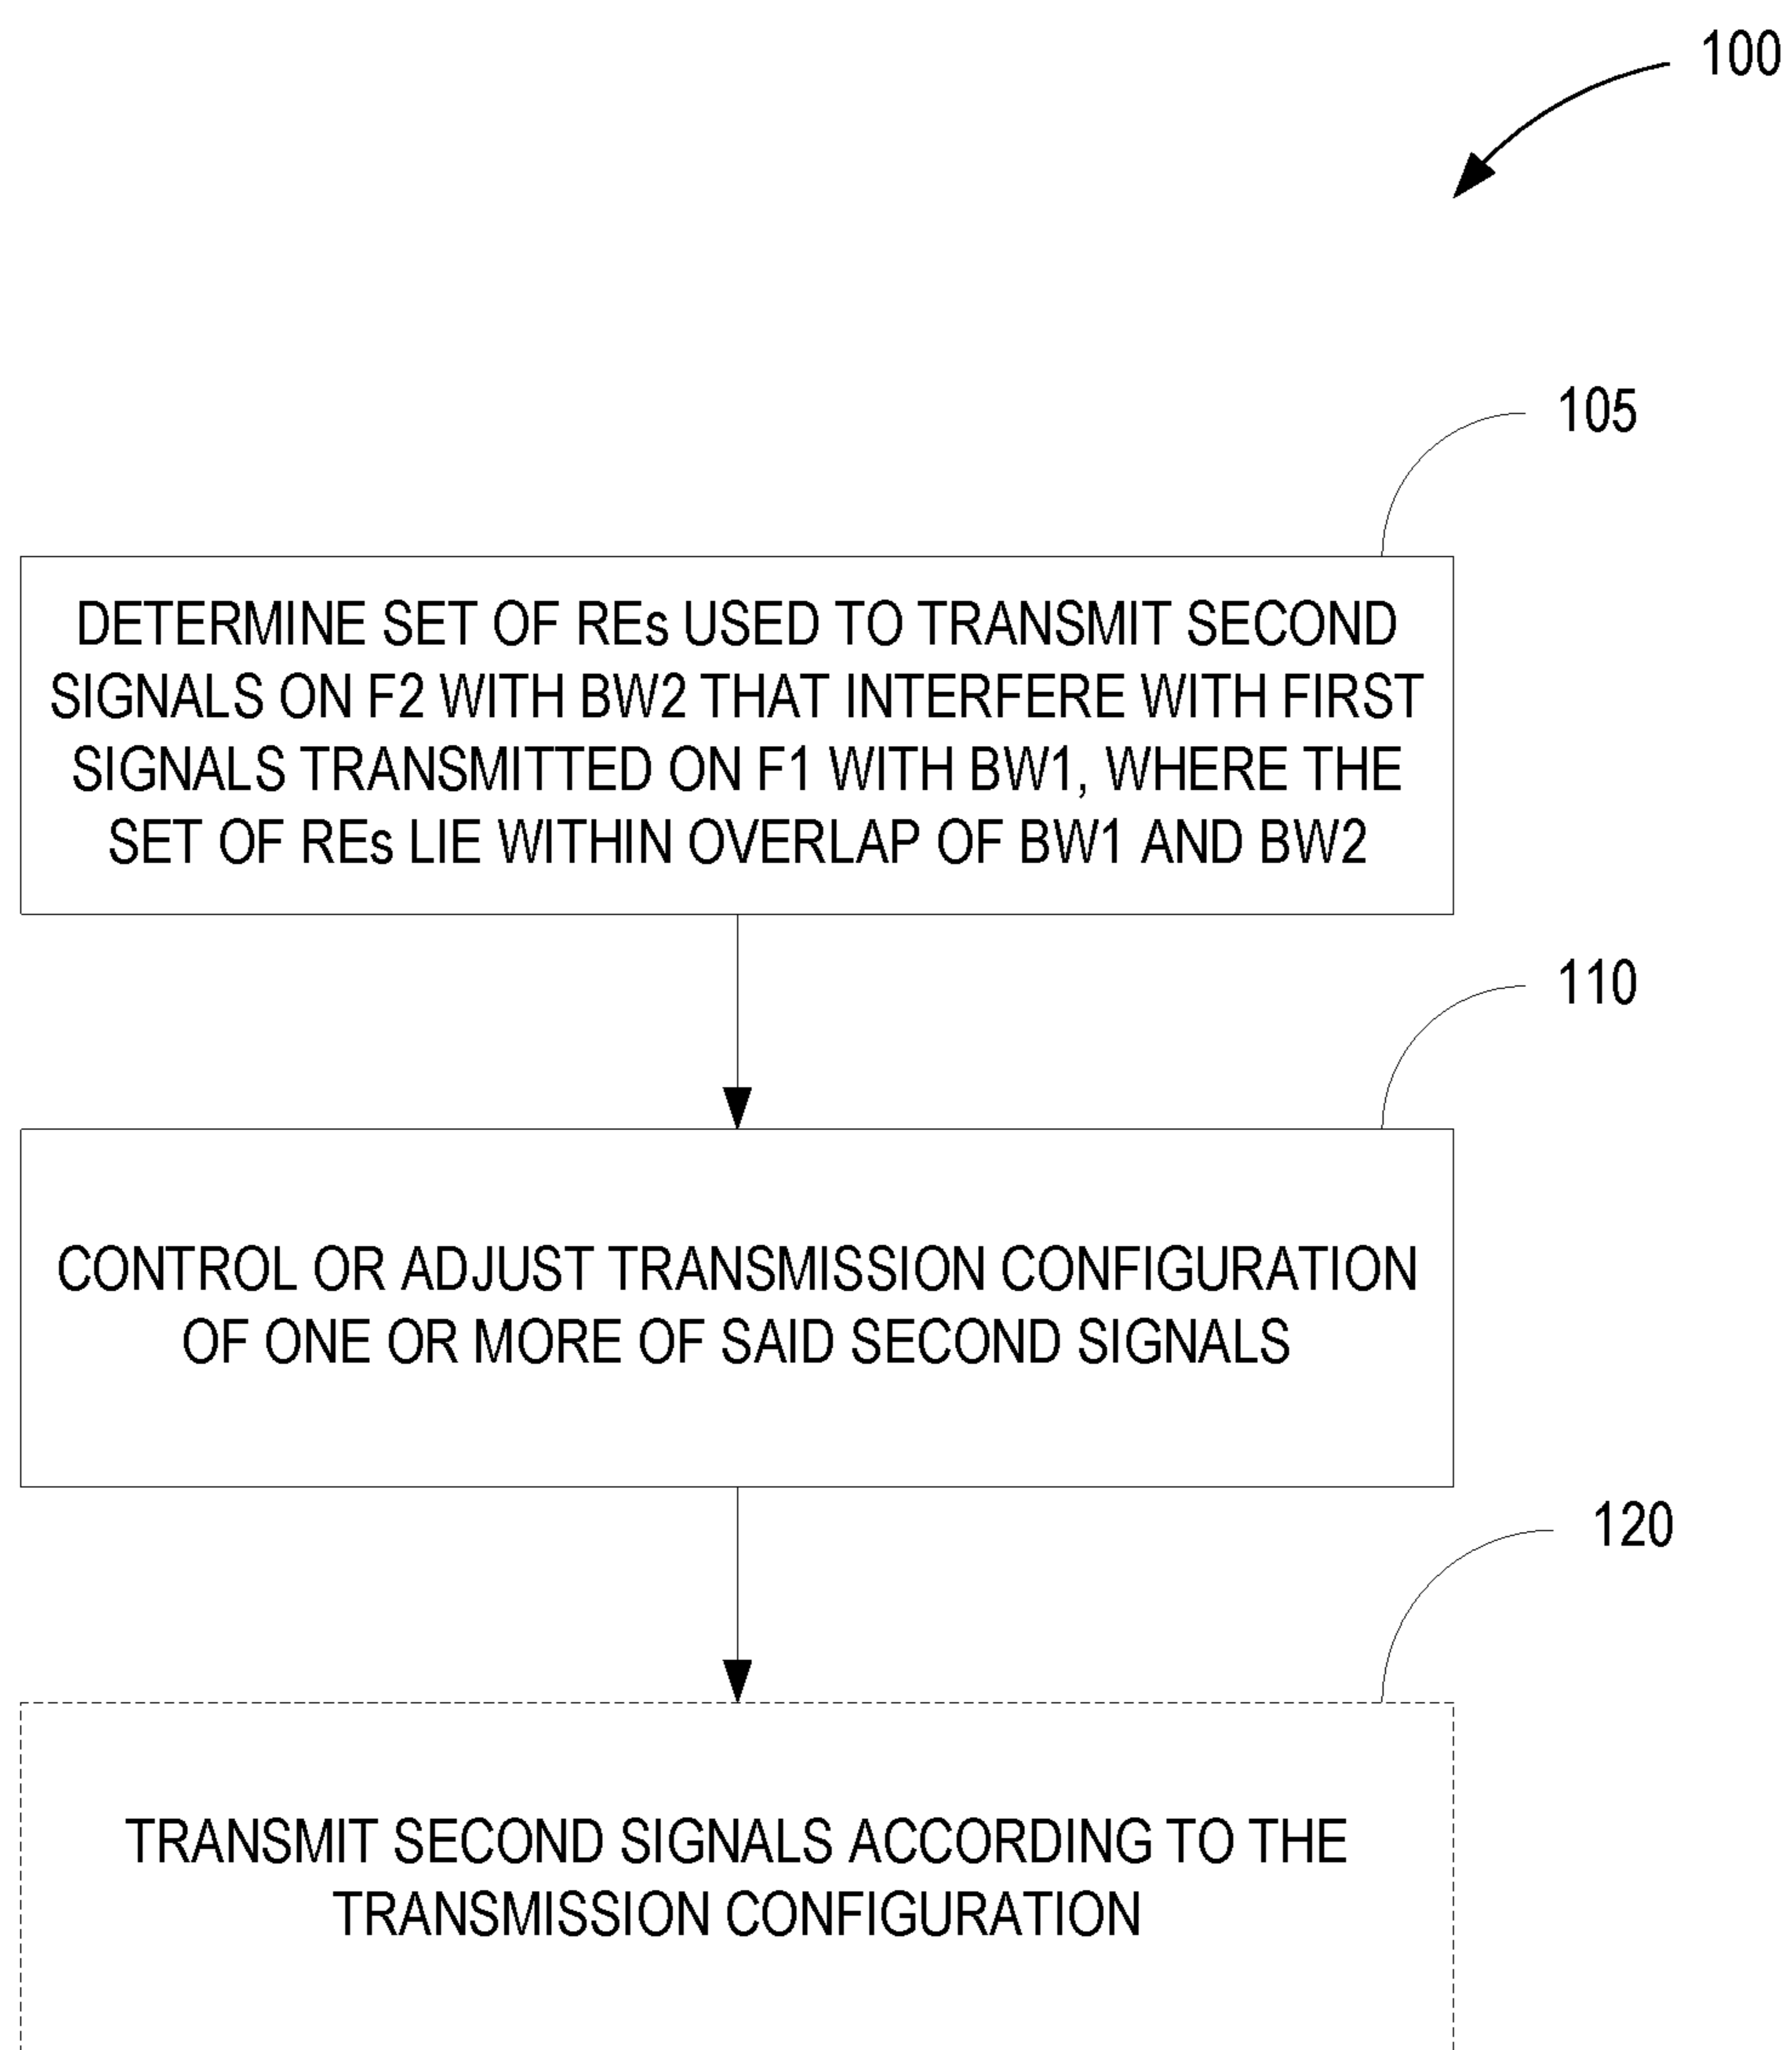 100
105
DETERMINE SET OF REs USED TO TRANSMIT SECOND
SIGNALS ON F2 WITH BW2 THAT INTERFERE WITH FIRST
SIGNALS TRANSMITTED ON F1 WITH BW1, WHERE THE
SET OF REs LIE WITHIN OVERLAP OF BW1 AND BW2
110
CONTROL OR ADJUST TRANSMISSION CONFIGURATION
OF ONE OR MORE OF SAID SECOND SIGNALS
120
TRANSMIT SECOND SIGNALS ACCORDING TO THE
TRANSMISSION CONFIGURATION